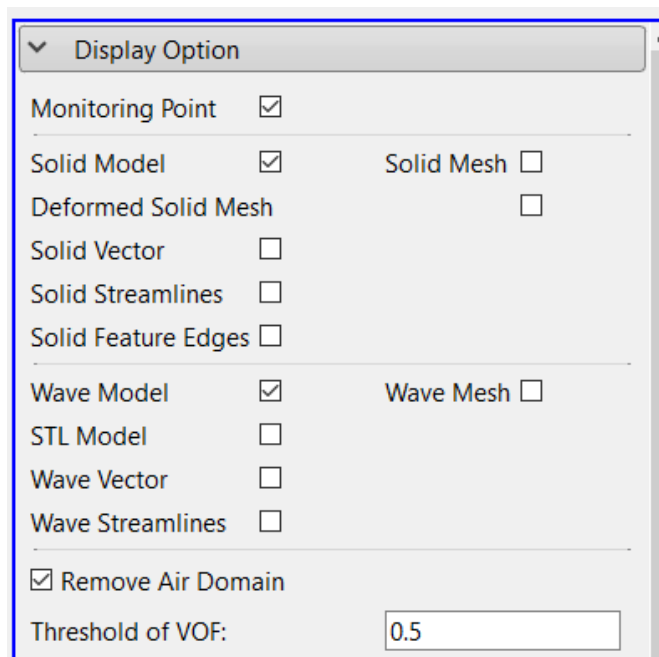 Display Option
Monitoring Point
Solid Model Solid Mesh
Deformed Solid Mesh
Solid Vector
Solid Streamlines
Solid Feature Edges
Wave Model Wave Mesh
STL Model
Wave Vector
Wave Streamlines
Remove Air Domain
Threshold of VOF: 0.5